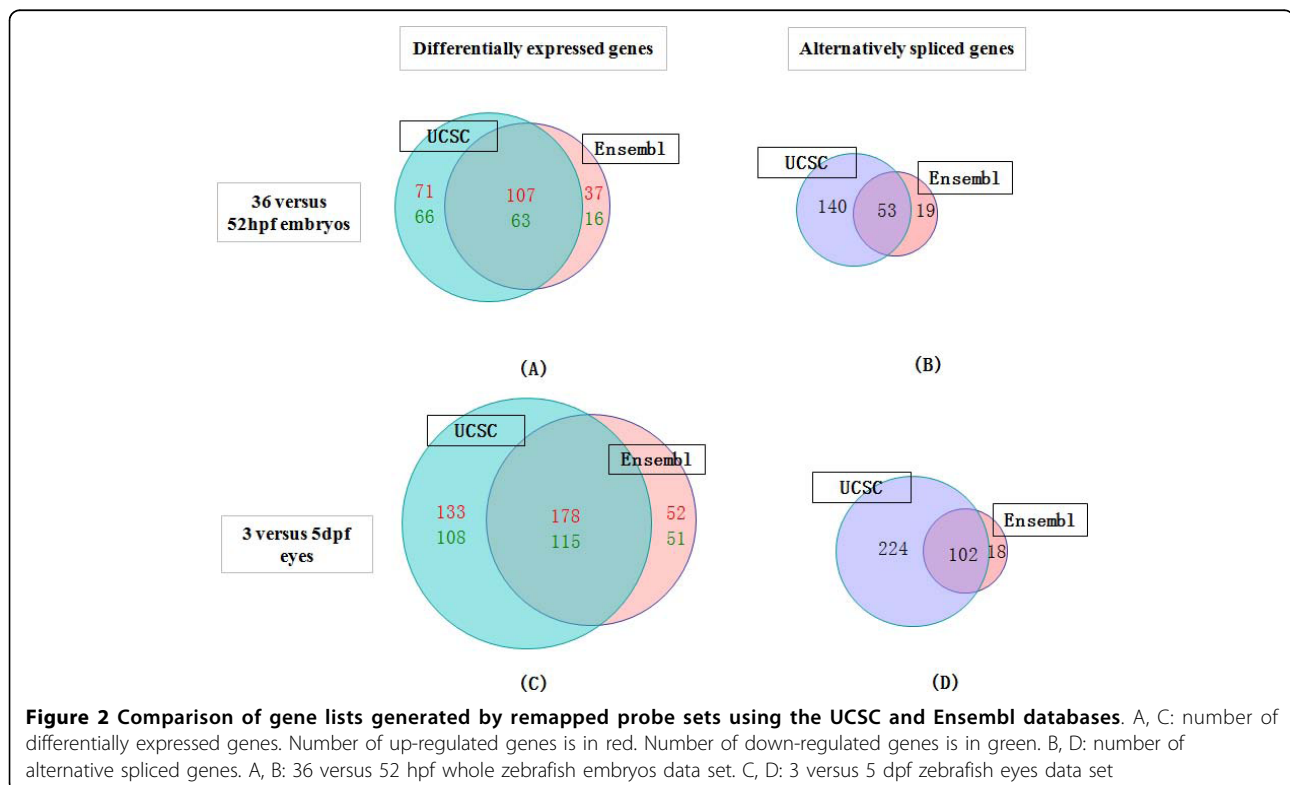 Differentially expressed genes
Alternatively spliced genes
36 versus
52hpf embryos
UCSC
Ensembl
71
66
107
63
37
16
(A)
UCSC
Ensembl
140
53
19
(B)
3 versus 5dpf
eyes
UCSC
Ensembl
133
108
178
115
52
51
(C)
UCSC
Ensembl
224
102
18
(D)
Figure 2 Comparison of gene lists generated by remapped probe sets using the UCSC and Ensembl databases. A, C: number of
differentially expressed genes. Number of up-regulated genes is in red. Number of down-regulated genes is in green. B, D: number of
alternative spliced genes. A, B: 36 versus 52 hpf whole zebrafish embryos data set. C, D: 3 versus 5 dpf zebrafish eyes data set